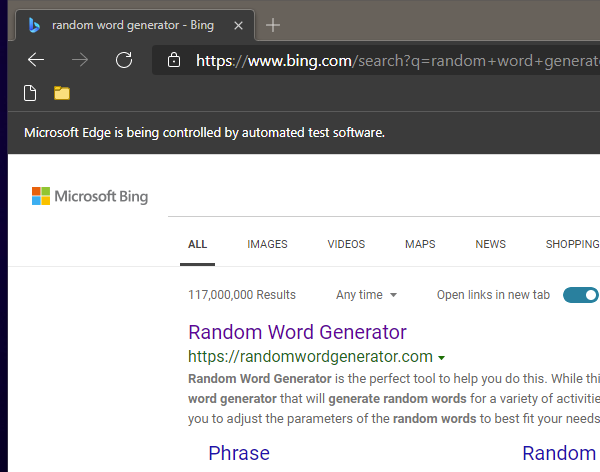 random word generator - Bing
https://www.bing.com/search?q=random+word+generat
Microsoft Edge is being controlled by automated test software.
Microsoft Bing
ALL IMAGES VIDEOS MAPS NEWS SHOPPING
117,000,000 Results Any time Open links in new tab
Random Word Generator
https://randomwordgenerator.com
Random Word Generator is the perfect tool to help you do this. While thi
word generator that will generate random words for a variety of activitie
you to adjust the parameters of the random words to best fit your needs
Phrase Random